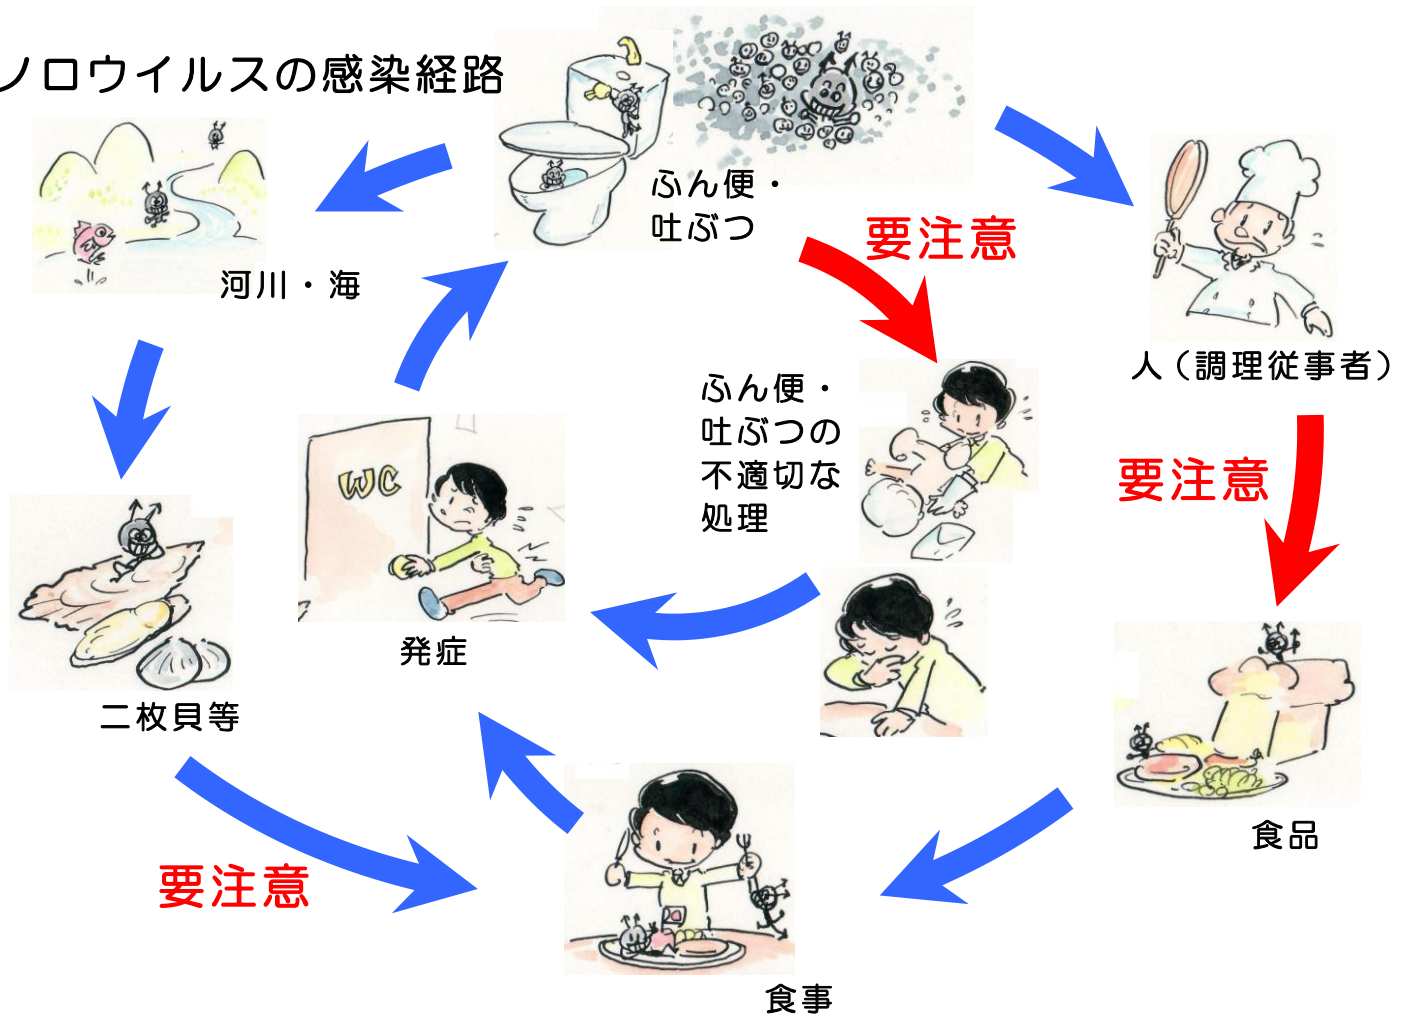 ノロウイルスの感染経路
ふん便・
吐ぶつ
要注意
河川・海
人（調理従事者）
ふん便・
吐ぶつの
不適切な
処理
要注意
WC
発症
二枚貝等
食品
要注意
食事